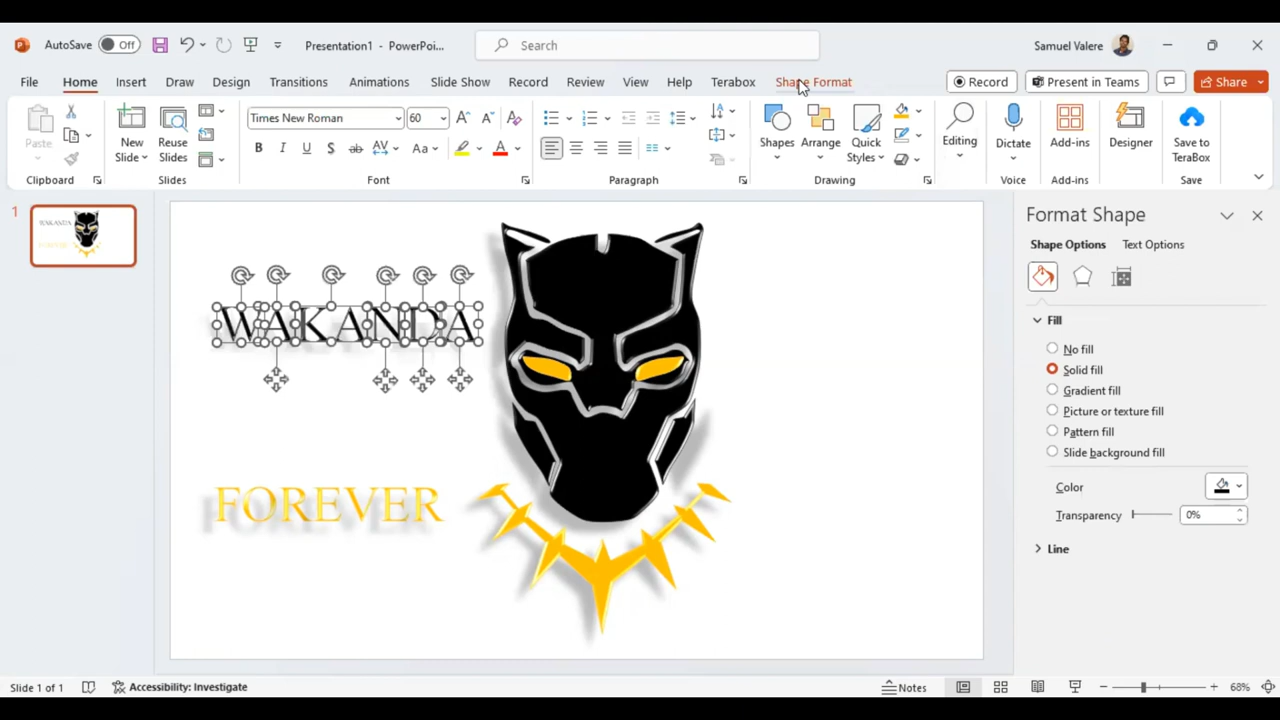 AutoSave Off Presentation1 - PowerPoi... Search Samuel Valere
File Home Insert Draw Design Transitions Animations Slide Show Record Review View Help Terabox Shape Format Record Present in Teams Share
Paste New Slide Reuse Slides Times New Roman 60 Shapes Arrange Quick Styles Editing Dictate Add-ins Designer Save to TeraBox
Clipboard Slides Font Paragraph Drawing Voice Add-ins Save
1
WAKANDA
FOREVER
Format Shape
Shape Options Text Options
Fill
No fill
Solid fill
Gradient fill
Picture or texture fill
Pattern fill
Slide background fill
Color
Transparency 0%
Line
Slide 1 of 1 Accessibility: Investigate Notes 68%